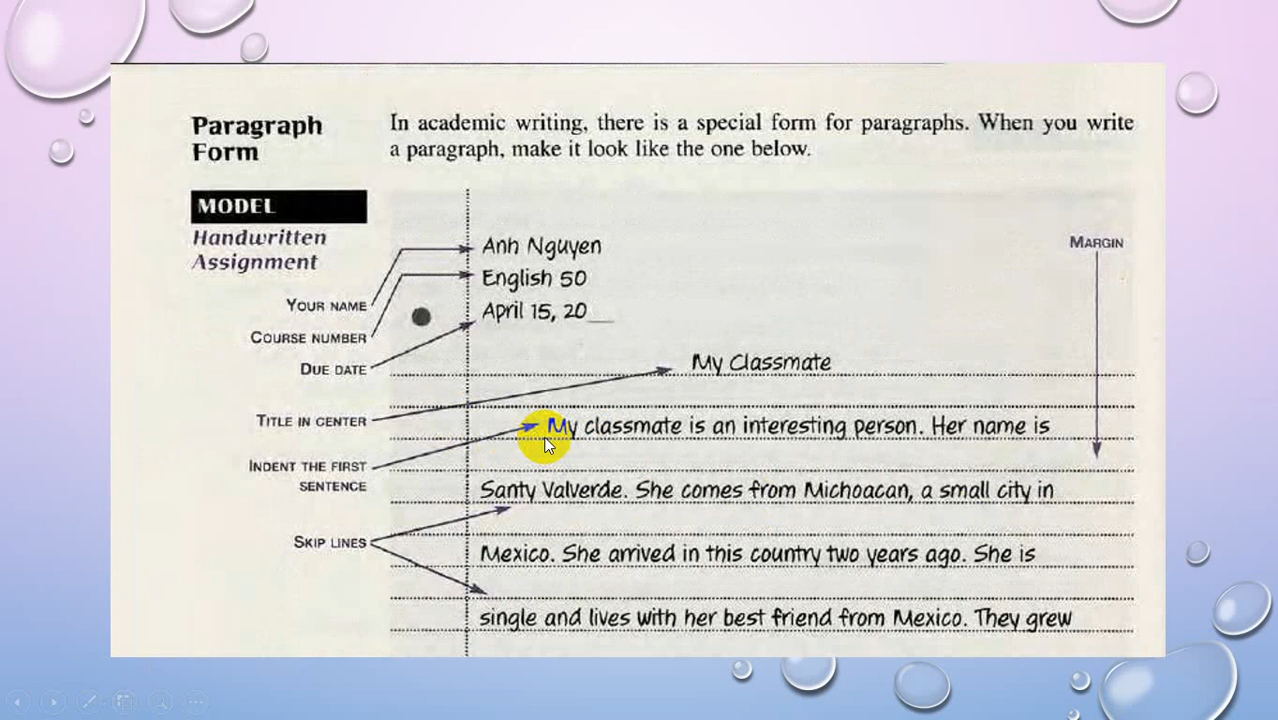 Paragraph
Form
In academic writing, there is a special form for paragraphs. When you write
a paragraph, make it look like the one below.
MODEL
Handwritten
Assignment
YOUR NAME
COURSE NUMBER
DUE DATE
TITLE IN CENTER
INDENT THE FIRST
SENTENCE
SKIP LINES
MARGIN
Anh Nguyen
English 50
April 15, 20__
My Classmate
My classmate is an interesting person. Her name is
Santy Valverde. She comes from Michoacan, a small city in
Mexico. She arrived in this country two years ago. She is
single and lives with her best friend from Mexico. They grew